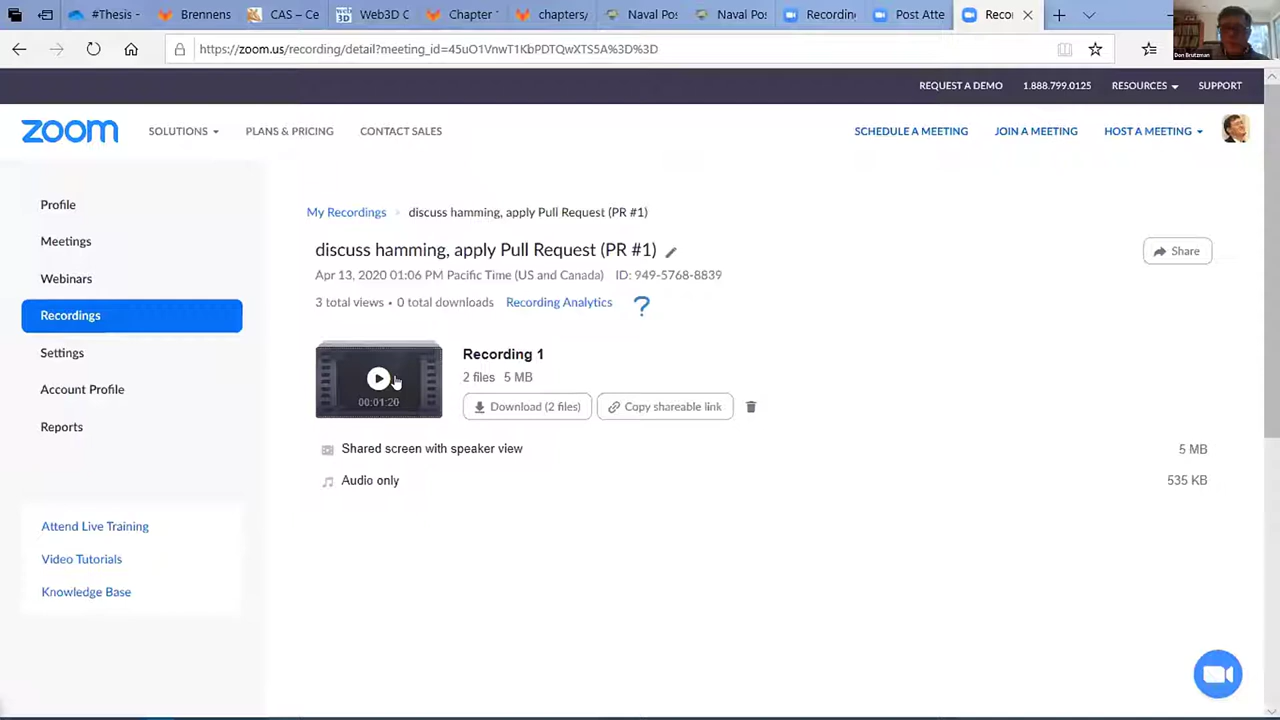 #Thesis -
Brennens
CAS – Ce
Web3D C
Chapter
chapters/
Naval Pos
Naval Pos
Recording
Post Atte
Reco
https://zoom.us/recording/detail?meeting_id=45uO1VnwT1KbPDTQwXTS5A%3D%3D
Don Brutzman
REQUEST A DEMO 1.888.799.0125 RESOURCES SUPPORT
zoom SOLUTIONS PLANS & PRICING CONTACT SALES SCHEDULE A MEETING JOIN A MEETING HOST A MEETING
Profile
Meetings
Webinars
Recordings
Settings
Account Profile
Reports
Attend Live Training
Video Tutorials
Knowledge Base
My Recordings > discuss hamming, apply Pull Request (PR #1)
discuss hamming, apply Pull Request (PR #1)
Share
Apr 13, 2020 01:06 PM Pacific Time (US and Canada) ID: 949-5768-8839
3 total views • 0 total downloads Recording Analytics ?
00:01:20
Recording 1
2 files 5 MB
Download (2 files) Copy shareable link
Shared screen with speaker view 5 MB
Audio only 535 KB